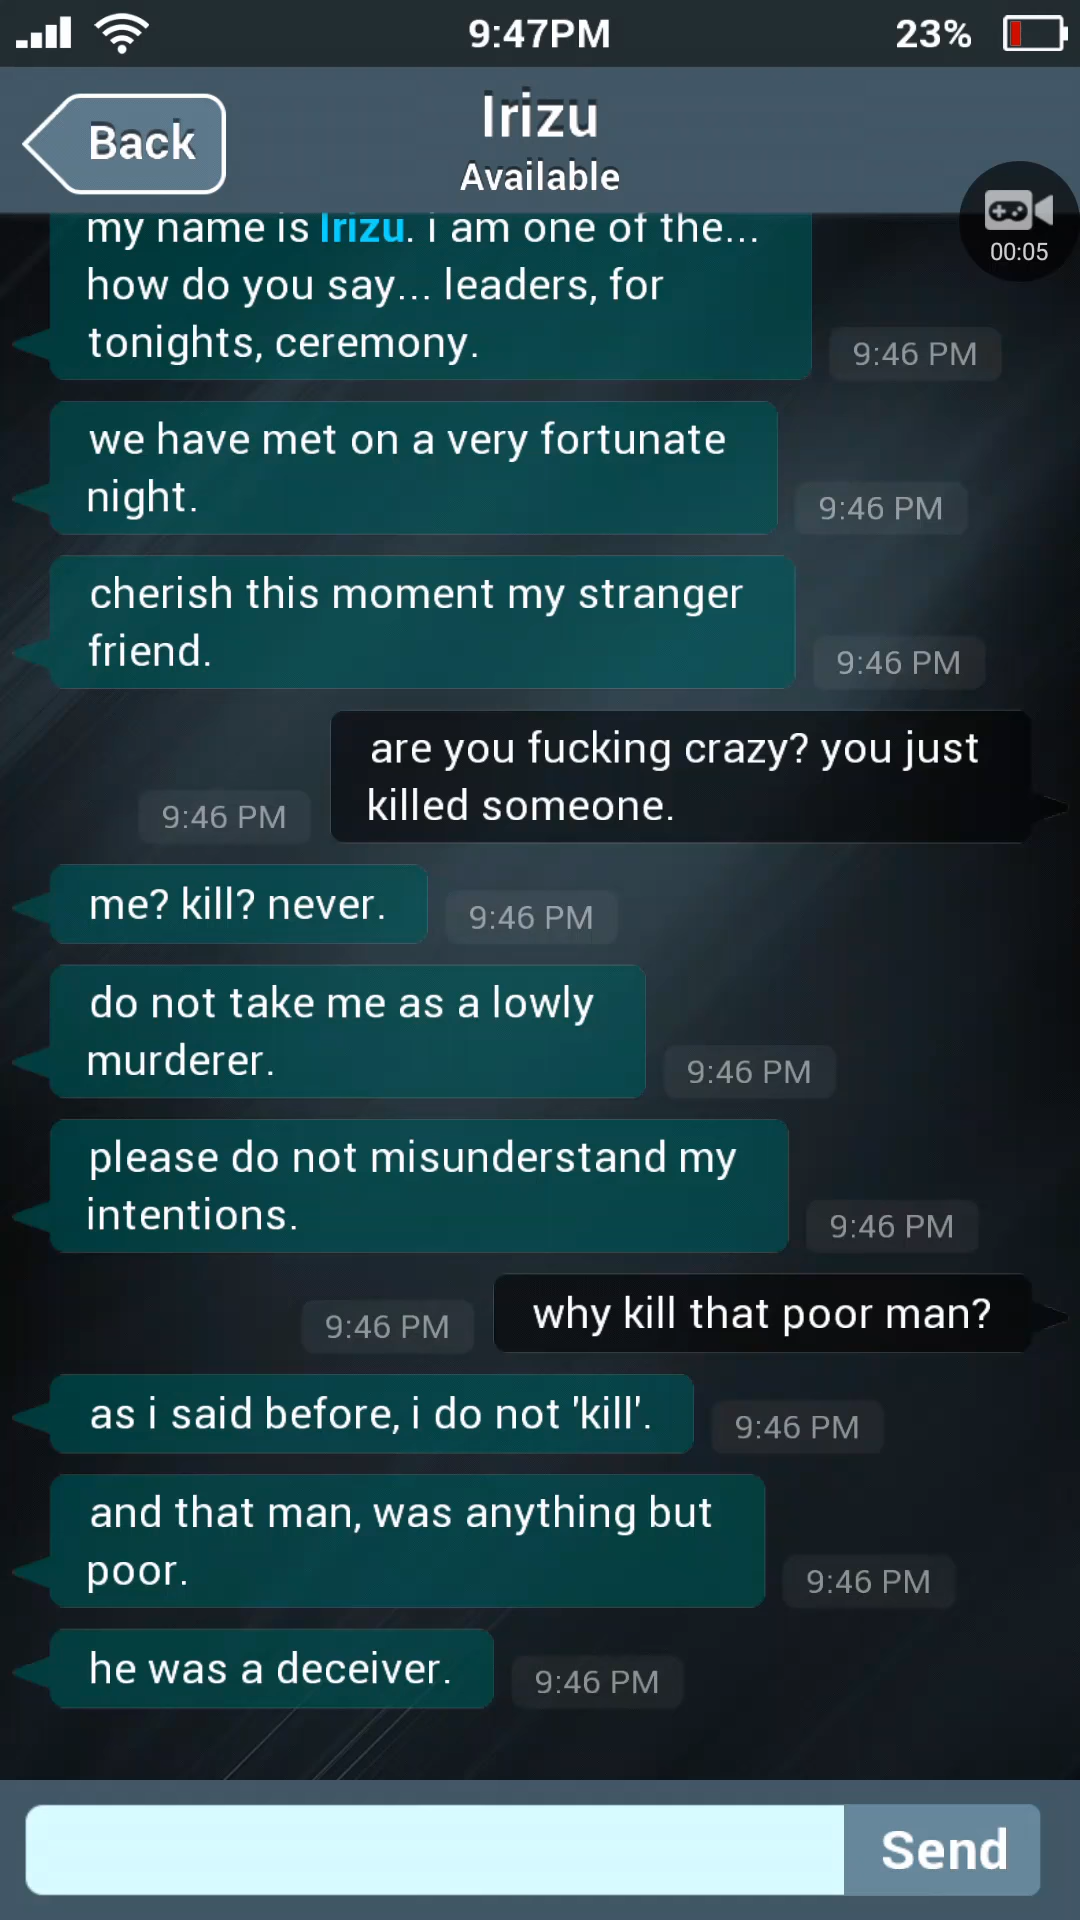 9:47PM
23%
Back
Irizu
Available
00:05
my name is Irizu. i am one of the...
how do you say... leaders, for
tonights, ceremony.
9:46 PM
we have met on a very fortunate
night.
9:46 PM
cherish this moment my stranger
friend.
9:46 PM
are you fucking crazy? you just
killed someone.
9:46 PM
me? kill? never.
9:46 PM
do not take me as a lowly
murderer.
9:46 PM
please do not misunderstand my
intentions.
9:46 PM
why kill that poor man?
9:46 PM
as i said before, i do not 'kill'.
9:46 PM
and that man, was anything but
poor.
9:46 PM
he was a deceiver.
9:46 PM
Send